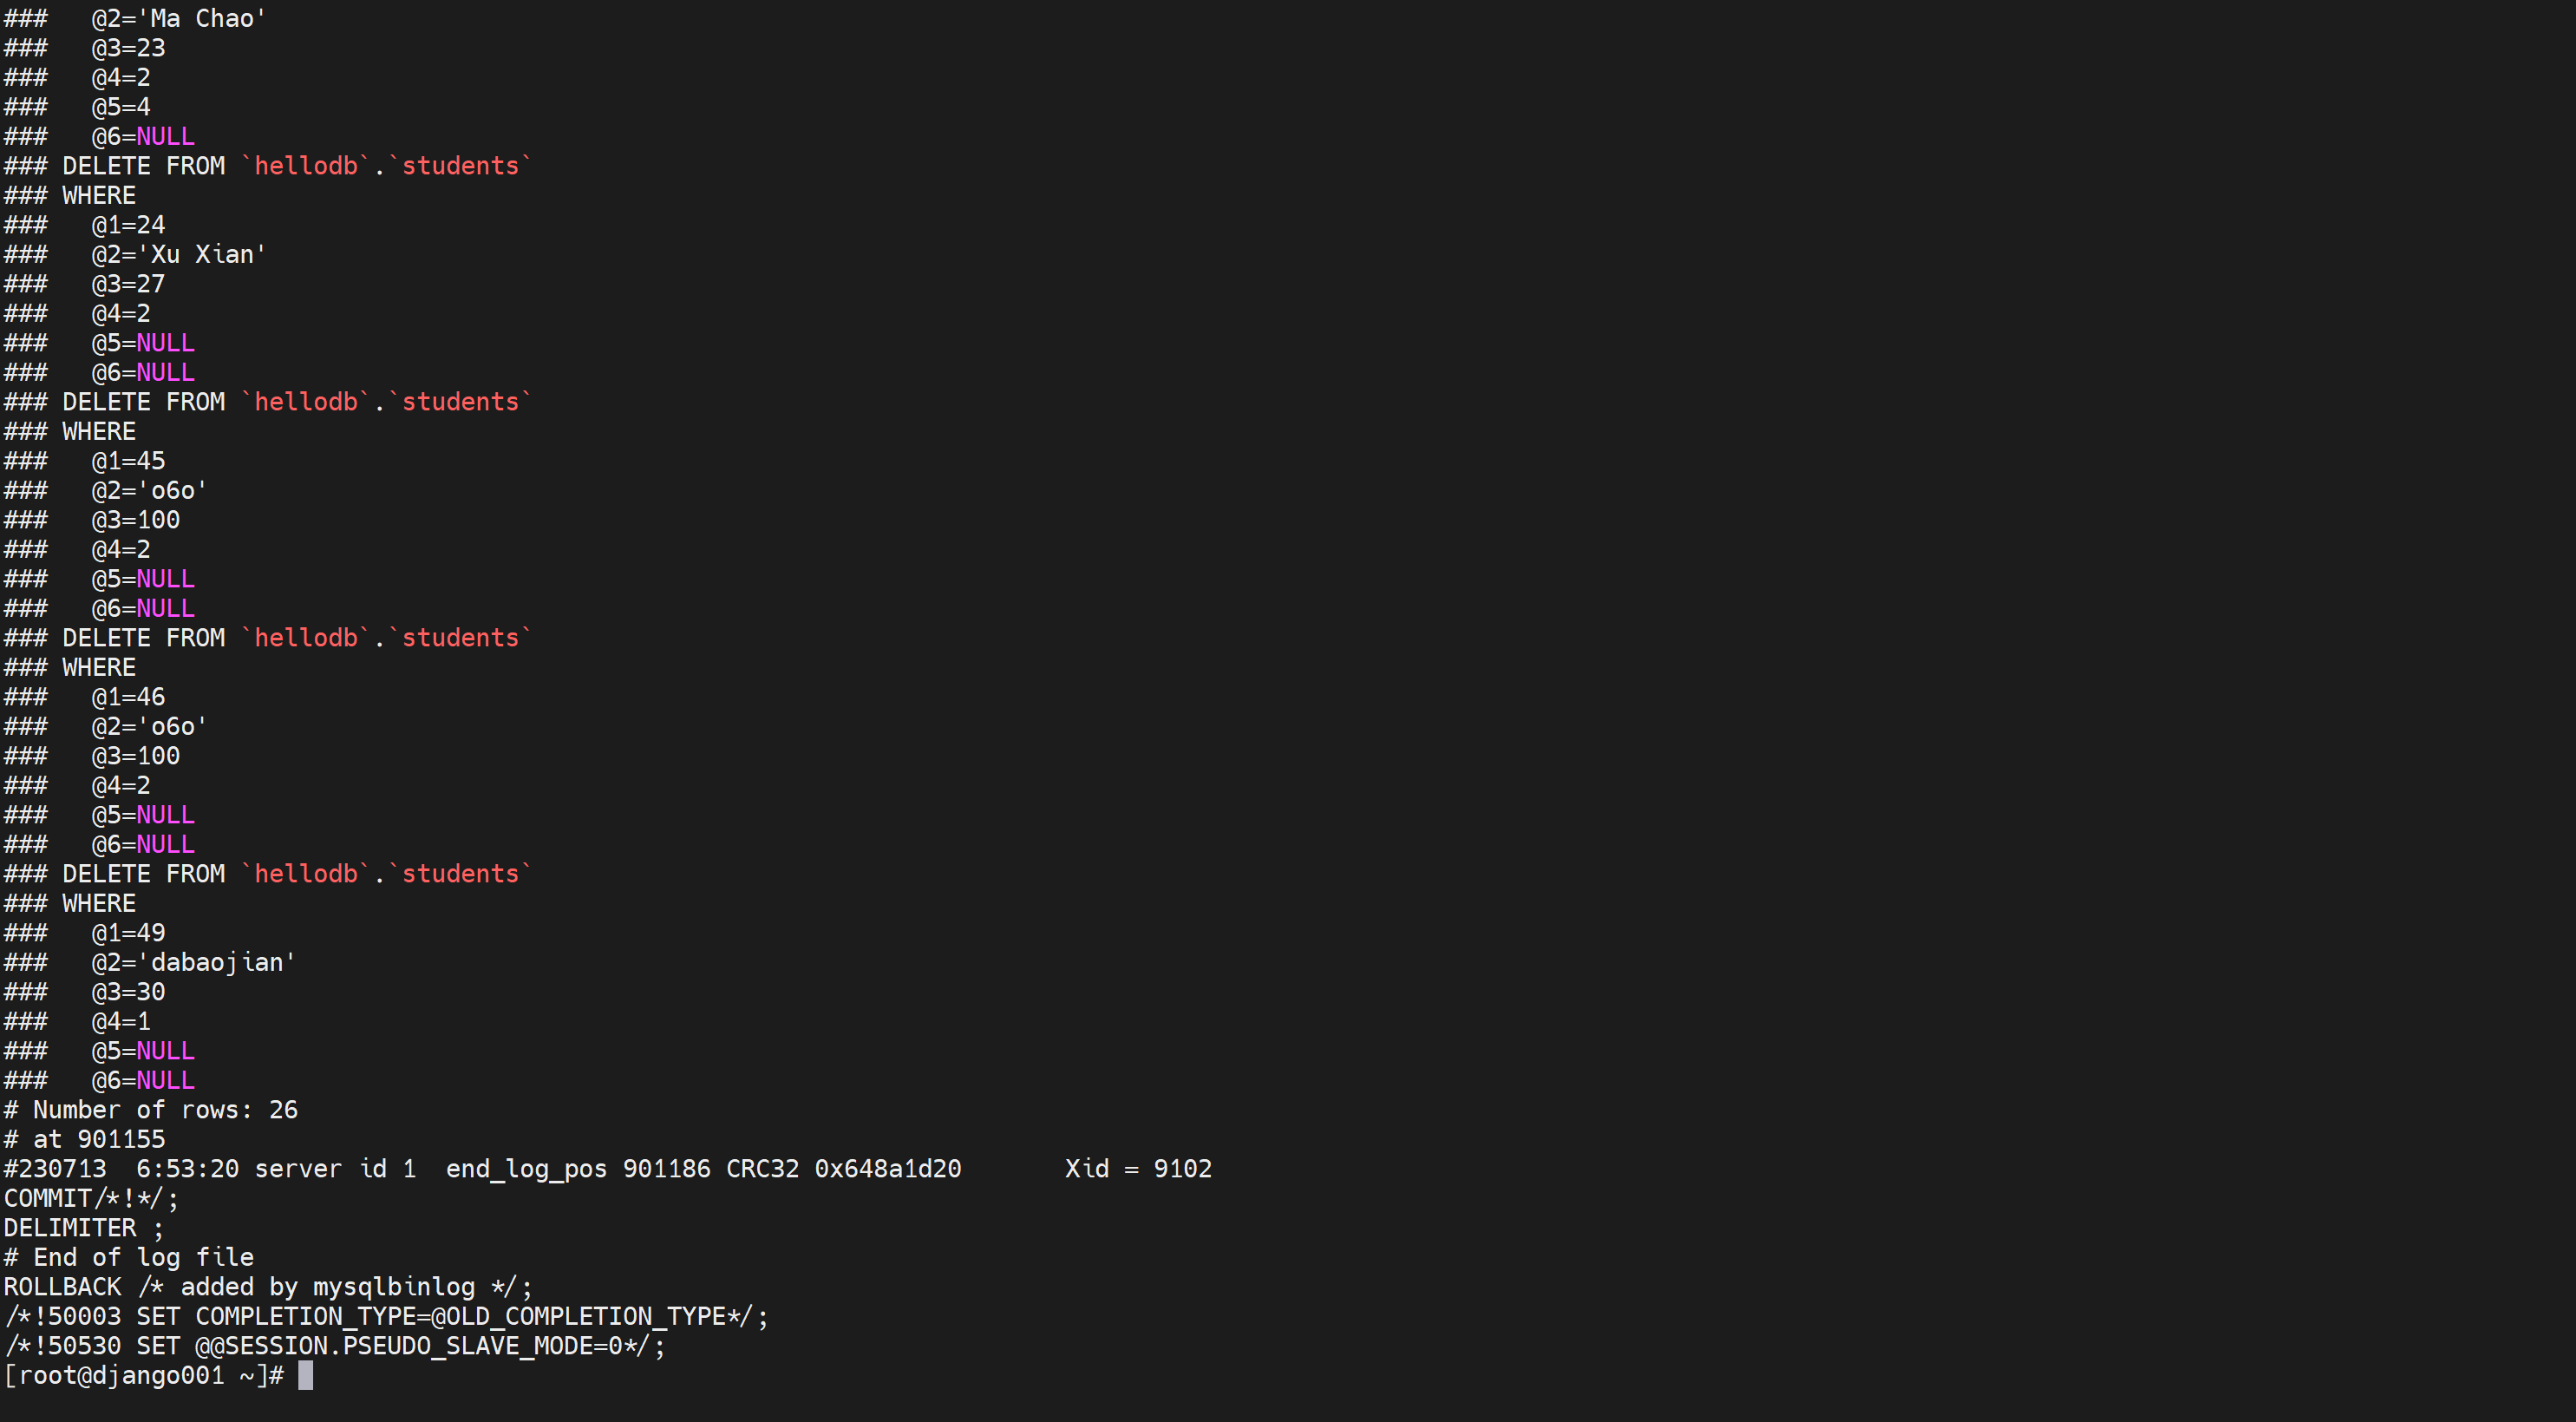 ###   @2='Ma Chao'
###   @3=23
###   @4=2
###   @5=4
###   @6=NULL
### DELETE FROM `hellodb`.`students`
### WHERE
###   @1=24
###   @2='Xu Xian'
###   @3=27
###   @4=2
###   @5=NULL
###   @6=NULL
### DELETE FROM `hellodb`.`students`
### WHERE
###   @1=45
###   @2='o6o'
###   @3=100
###   @4=2
###   @5=NULL
###   @6=NULL
### DELETE FROM `hellodb`.`students`
### WHERE
###   @1=46
###   @2='o6o'
###   @3=100
###   @4=2
###   @5=NULL
###   @6=NULL
### DELETE FROM `hellodb`.`students`
### WHERE
###   @1=49
###   @2='dabaojian'
###   @3=30
###   @4=1
###   @5=NULL
###   @6=NULL
# Number of rows: 26
# at 901155
#230713  6:53:20 server id 1  end_log_pos 901186 CRC32 0x648a1d20       Xid = 9102
COMMIT/*!*/;
DELIMITER ;
# End of log file
ROLLBACK /* added by mysqlbinlog */;
/*!50003 SET COMPLETION_TYPE=@OLD_COMPLETION_TYPE*/;
/*!50530 SET @@SESSION.PSEUDO_SLAVE_MODE=0*/;
[root@django001 ~]#